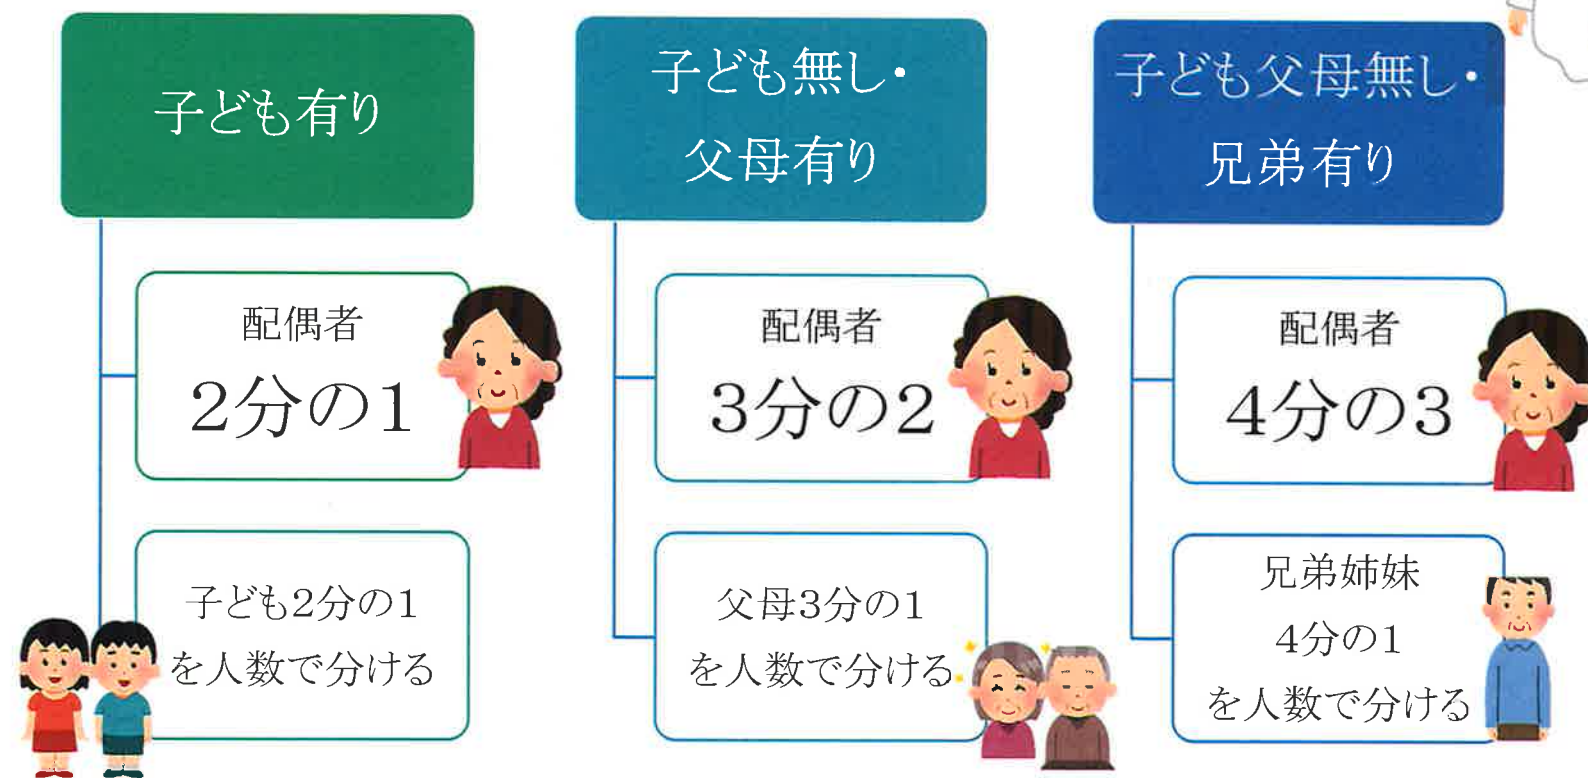 子ども有り
配偶者
2分の1
子ども2分の1
を人数で分ける
子ども無し・
父母有り
配偶者
3分の2
父母3分の1
を人数で分ける
子ども父母無し・
兄弟有り
配偶者
4分の3
兄弟姉妹
4分の1
を人数で分ける